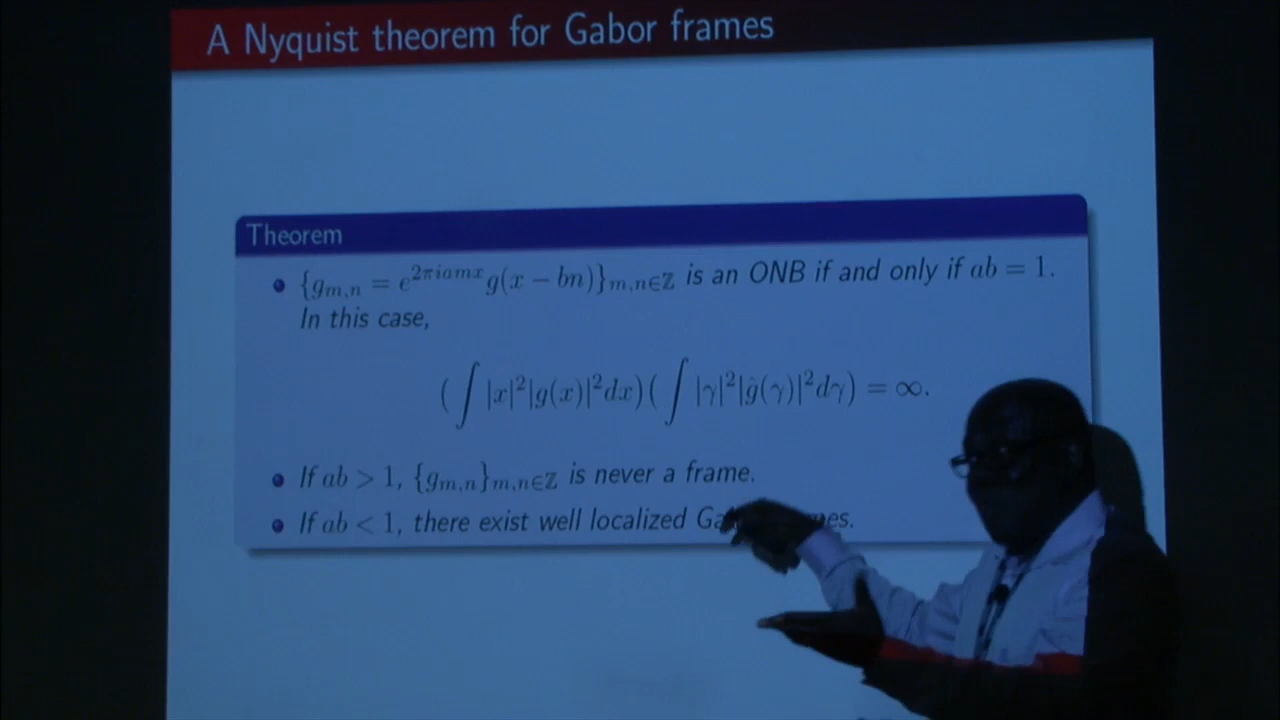 A Nyquist theorem for Gabor frames
Theorem
• {g_{m,n} = e^{2πiamx} g(x − bn)}_{m,n∈ℤ} is an ONB if and only if ab = 1.
In this case,
(∫ |x|²|g(x)|²dx)(∫ |γ|²|ĝ(γ)|²dγ) = ∞.
• If ab > 1, {g_{m,n}}_{m,n∈ℤ} is never a frame.
• If ab < 1, there exist well localized